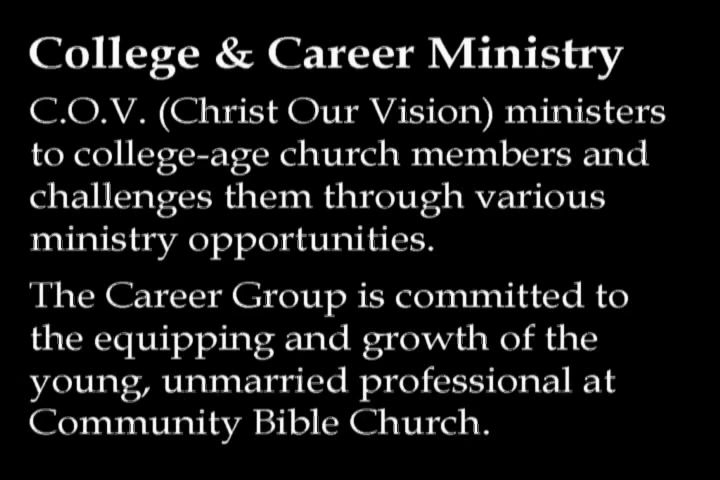 College & Career Ministry
C.O.V. (Christ Our Vision) ministers
to college-age church members and
challenges them through various
ministry opportunities.
The Career Group is committed to
the equipping and growth of the
young, unmarried professional at
Community Bible Church.